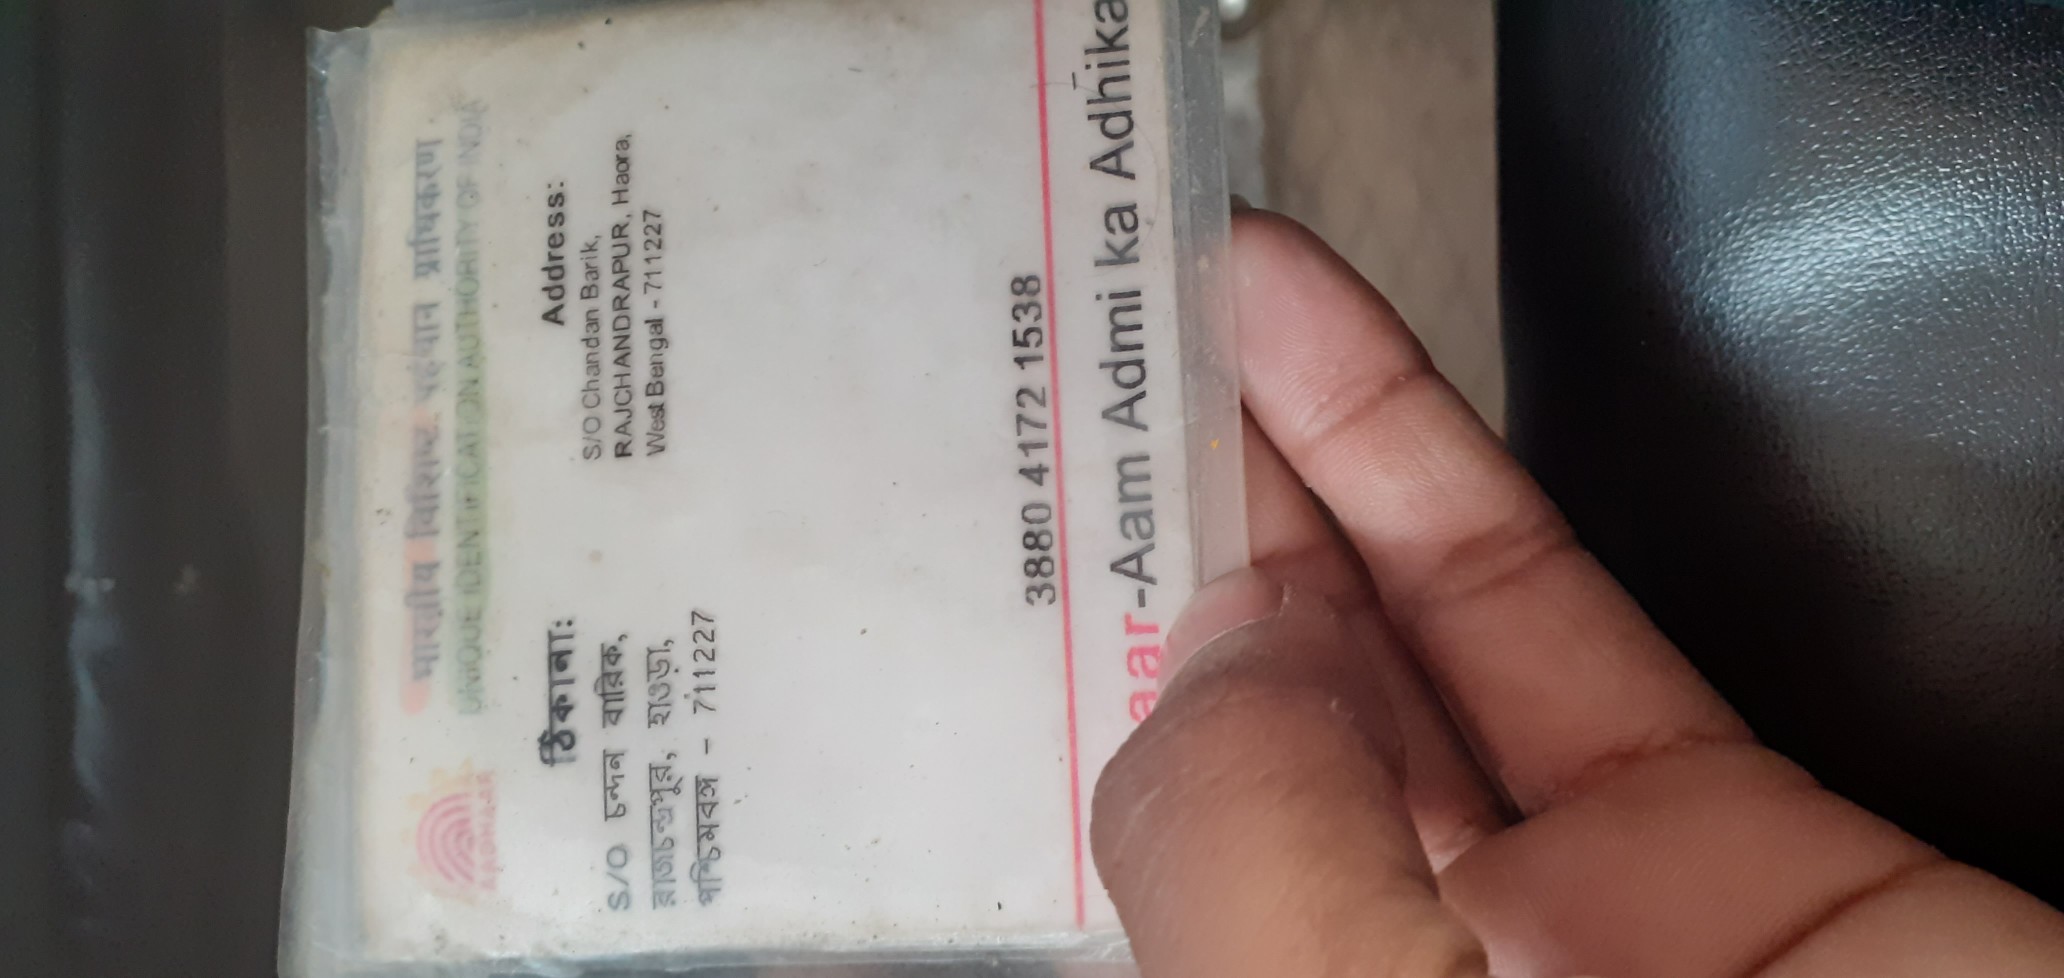 भारतीय विशिष्ट पहचान प्राधिकरण
UNIQUE IDENTIFICATION AUTHORITY OF INDIA
AADHAAR
ঠিকানা:
S/O চন্দন বারিক,
রাজচন্দ্রপুর, হাওড়া,
পশ্চিমবঙ্গ - 711227
Address:
S/O Chandan Barik,
RAJCHANDRAPUR, Haora,
West Bengal - 711227
3880 4172 1538
aar-Aam Admi ka Adhika